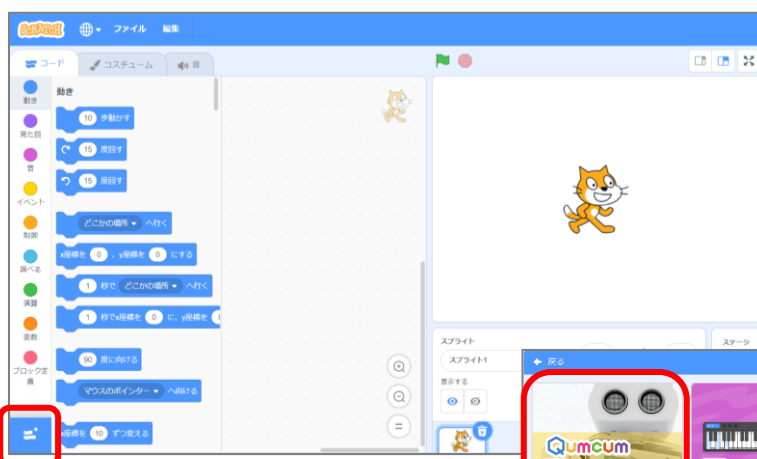 SCRATCH
ファイル 編集
コード
コスチューム
音
動き
見た目
音
イベント
制御
調べる
演算
変数
ブロック定
義
動き
10 歩動かす
15 度回す
15 度回す
どこかの場所 へ行く
x座標を 0 、y座標を 0 にする
1 秒で どこかの場所 へ行く
1 秒でx座標を 0 に、y座標を
90 度に向ける
マウスのポインター へ向ける
x座標を 10 ずつ変える
スプライト
スプライト1
表示する
ステージ
戻る
Qumcum